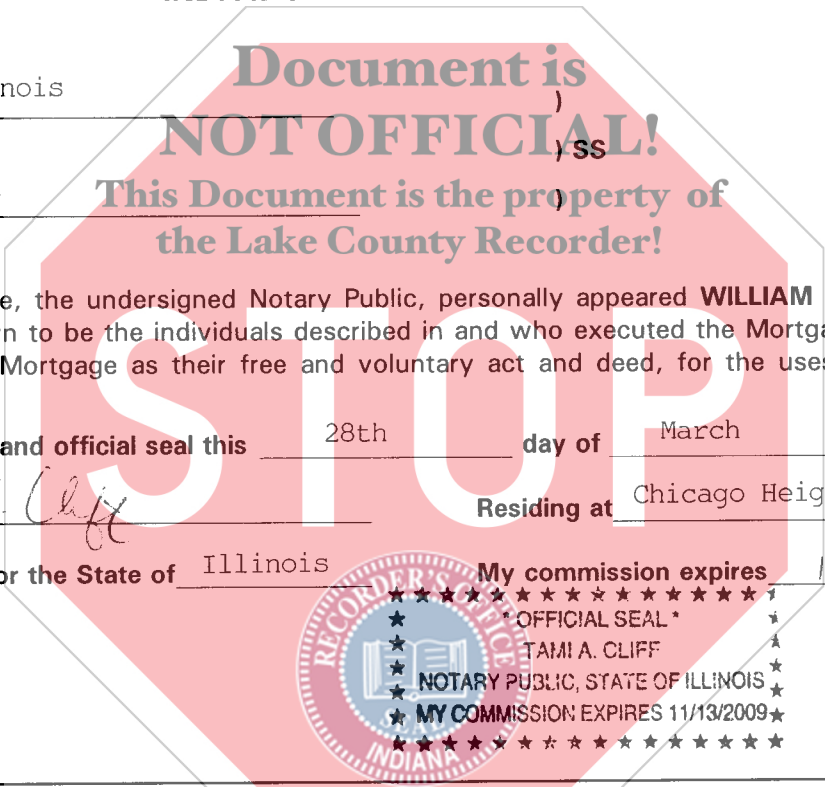 Document is
nois
)
NOT OFFICIAL!
) SS
This Document is the property of
)
the Lake County Recorder!
e, the undersigned Notary Public, personally appeared WILLIAM
n to be the individuals described in and who executed the Mortga
Mortgage as their free and voluntary act and deed, for the uses
STOP
and official seal this 28th day of March
Cliff
Residing at Chicago Heig
or the State of Illinois
My commission expires
RECORDER'S OFFICE
SEAL
INDIANA
* OFFICIAL SEAL *
TAMI A. CLIFF
NOTARY PUBLIC, STATE OF ILLINOIS
MY COMMISSION EXPIRES 11/13/2009